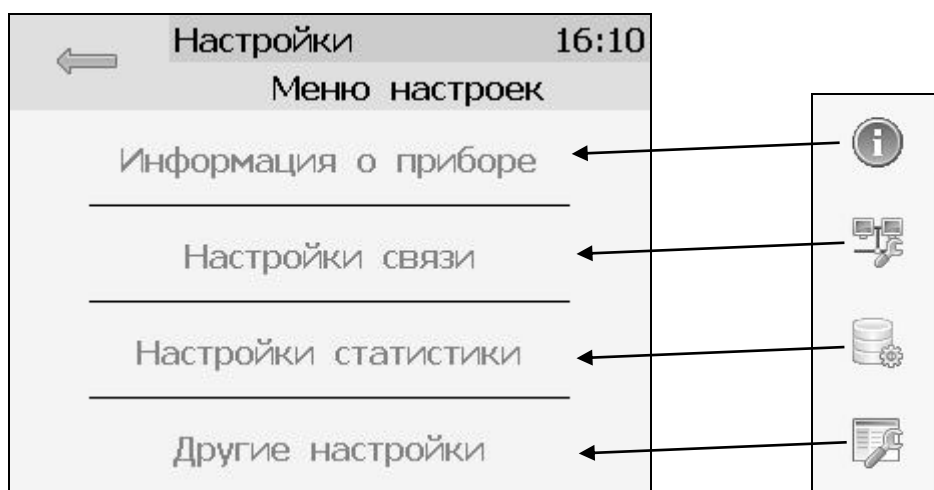 Настройки 16:10
Меню настроек
Информация о приборе
Настройки связи
Настройки статистики
Другие настройки